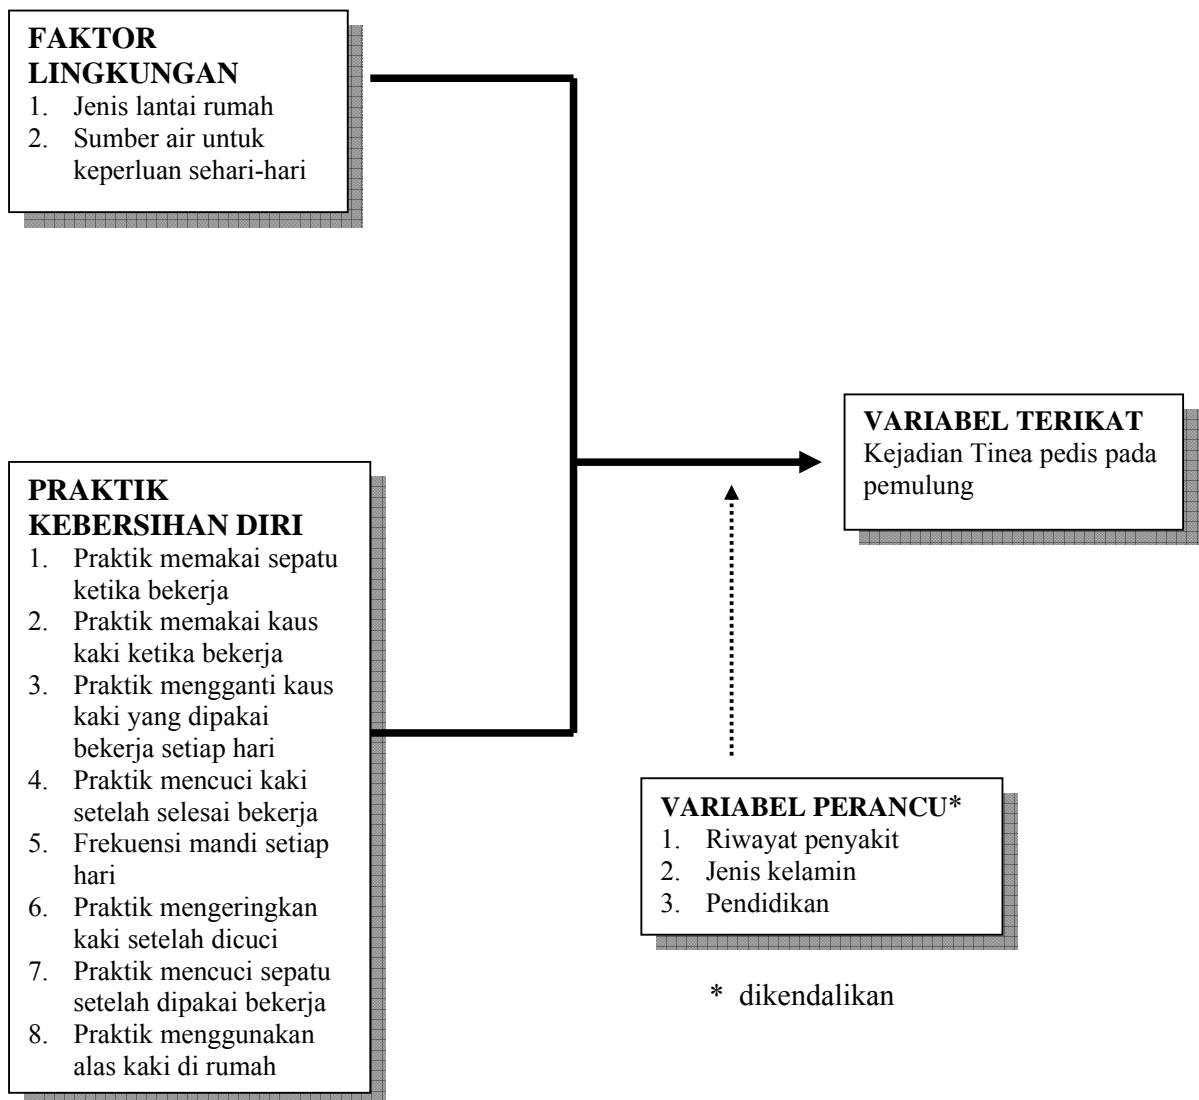 FAKTOR
LINGKUNGAN
1. Jenis lantai rumah
2. Sumber air untuk
keperluan sehari-hari
PRAKTIK
KEBERSIHAN DIRI
1. Praktik memakai sepatu
ketika bekerja
2. Praktik memakai kaus
kaki ketika bekerja
3. Praktik mengganti kaus
kaki yang dipakai
bekerja setiap hari
4. Praktik mencuci kaki
setelah selesai bekerja
5. Frekuensi mandi setiap
hari
6. Praktik mengeringkan
kaki setelah dicuci
7. Praktik mencuci sepatu
setelah dipakai bekerja
8. Praktik menggunakan
alas kaki di rumah
VARIABEL TERIKAT
Kejadian Tinea pedis pada
pemulung
VARIABEL PERANCU*
1. Riwayat penyakit
2. Jenis kelamin
3. Pendidikan
* dikendalikan